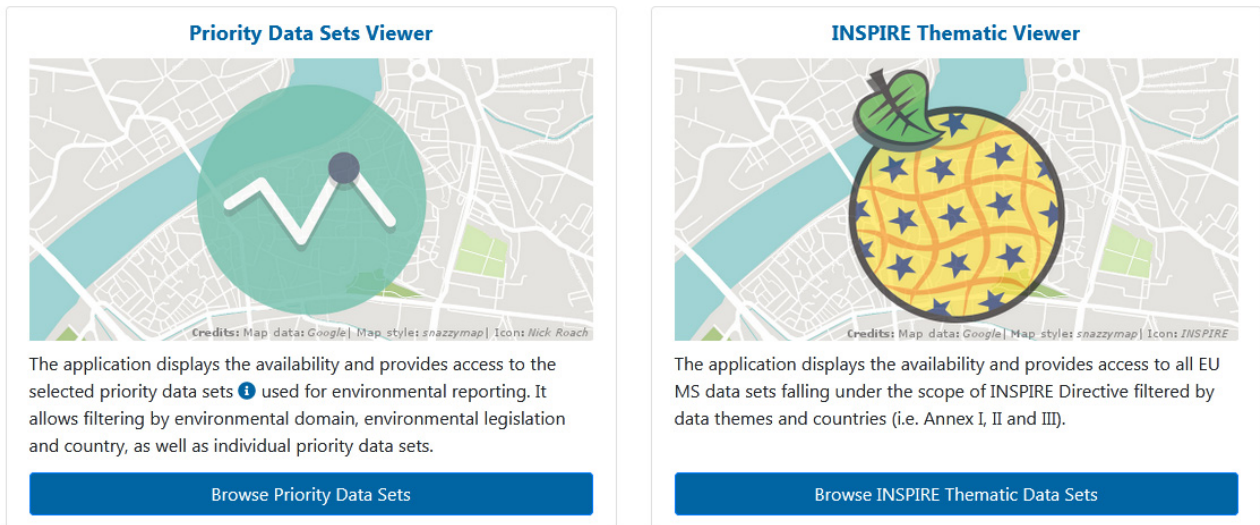 Priority Data Sets Viewer
Credits: Map data: Google| Map style: snazzymap| Icon: Nick Roach
The application displays the availability and provides access to the
selected priority data sets i used for environmental reporting. It
allows filtering by environmental domain, environmental legislation
and country, as well as individual priority data sets.
Browse Priority Data Sets
INSPIRE Thematic Viewer
Credits: Map data: Google| Map style: snazzymap| Icon: INSPIRE
The application displays the availability and provides access to all EU
MS data sets falling under the scope of INSPIRE Directive filtered by
data themes and countries (i.e. Annex I, II and III).
Browse INSPIRE Thematic Data Sets